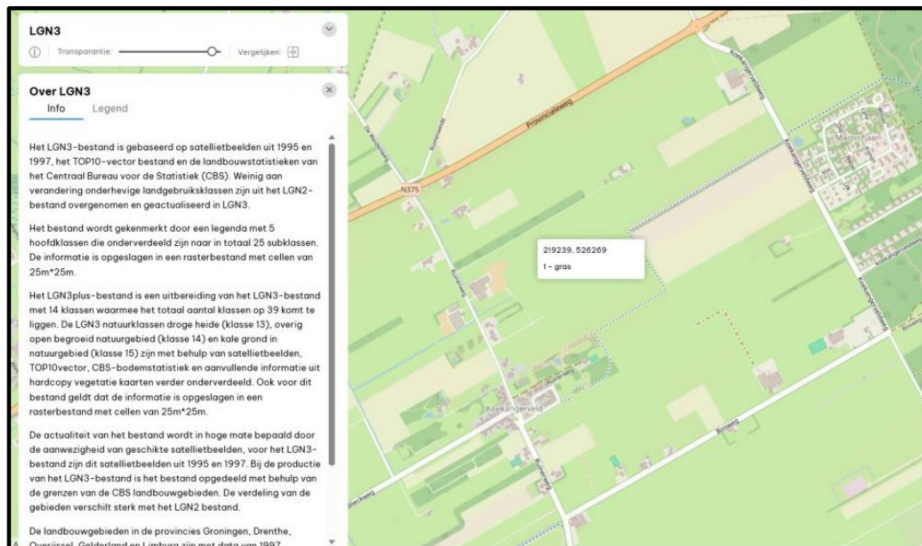 LGN3
Transparantie:
Vergelijken:
Over LGN3
Info
Legend
Het LGN3-bestand is gebaseerd op satellietbeelden uit 1995 en
1997, het TOP10-vector bestand en de landbouwstatistieken van
het Centraal Bureau voor de Statistiek (CBS). Weinig aan
verandering onderhevige landgebruiksklassen zijn uit het LGN2-
bestand overgenomen en geactualiseerd in LGN3.
Het bestand wordt gekenmerkt door een legenda met 5
hoofdklassen die onderverdeeld zijn naar in totaal 25 subklassen.
De informatie is opgeslagen in een rasterbestand met cellen van
25m*25m.
Het LGN3plus-bestand is een uitbereiding van het LGN3-bestand
met 14 klassen waarmee het totaal aantal klassen op 39 komt te
liggen. De LGN3 natuurklassen droge heide (klasse 13), overig
open begroeid natuurgebied (klasse 14) en kale grond in
natuurgebied (klasse 15) zijn met behulp van satellietbeelden,
TOP10vector, CBS-bodemstatistiek en aanvullende informatie uit
hardcopy vegetatie kaarten verder onderverdeeld. Ook voor dit
bestand geldt dat de informatie is opgeslagen in een
rasterbestand met cellen van 25m*25m.
De actualiteit van het bestand wordt in hoge mate bepaald door
de aanwezigheid van geschikte satellietbeelden, voor het LGN3-
bestand zijn dit satellietbeelden uit 1995 en 1997. Bij de productie
van het LGN3-bestand is het bestand opgedeeld met behulp van
de grenzen van de CBS landbouwgebieden. De verdeling van de
gebieden verschilt sterk met het LGN2 bestand.
De landbouwgebieden in de provincies Groningen, Drenthe,
Overijssel, Gelderland en Limburg zijn met data van 1997
Provincialeweg
N375
Koekangerveldweg
219239, 526269
1 - gras
Koekangerveldweg
Koekangerveld
Ruinerweg
Ruinerweg
Bosweg